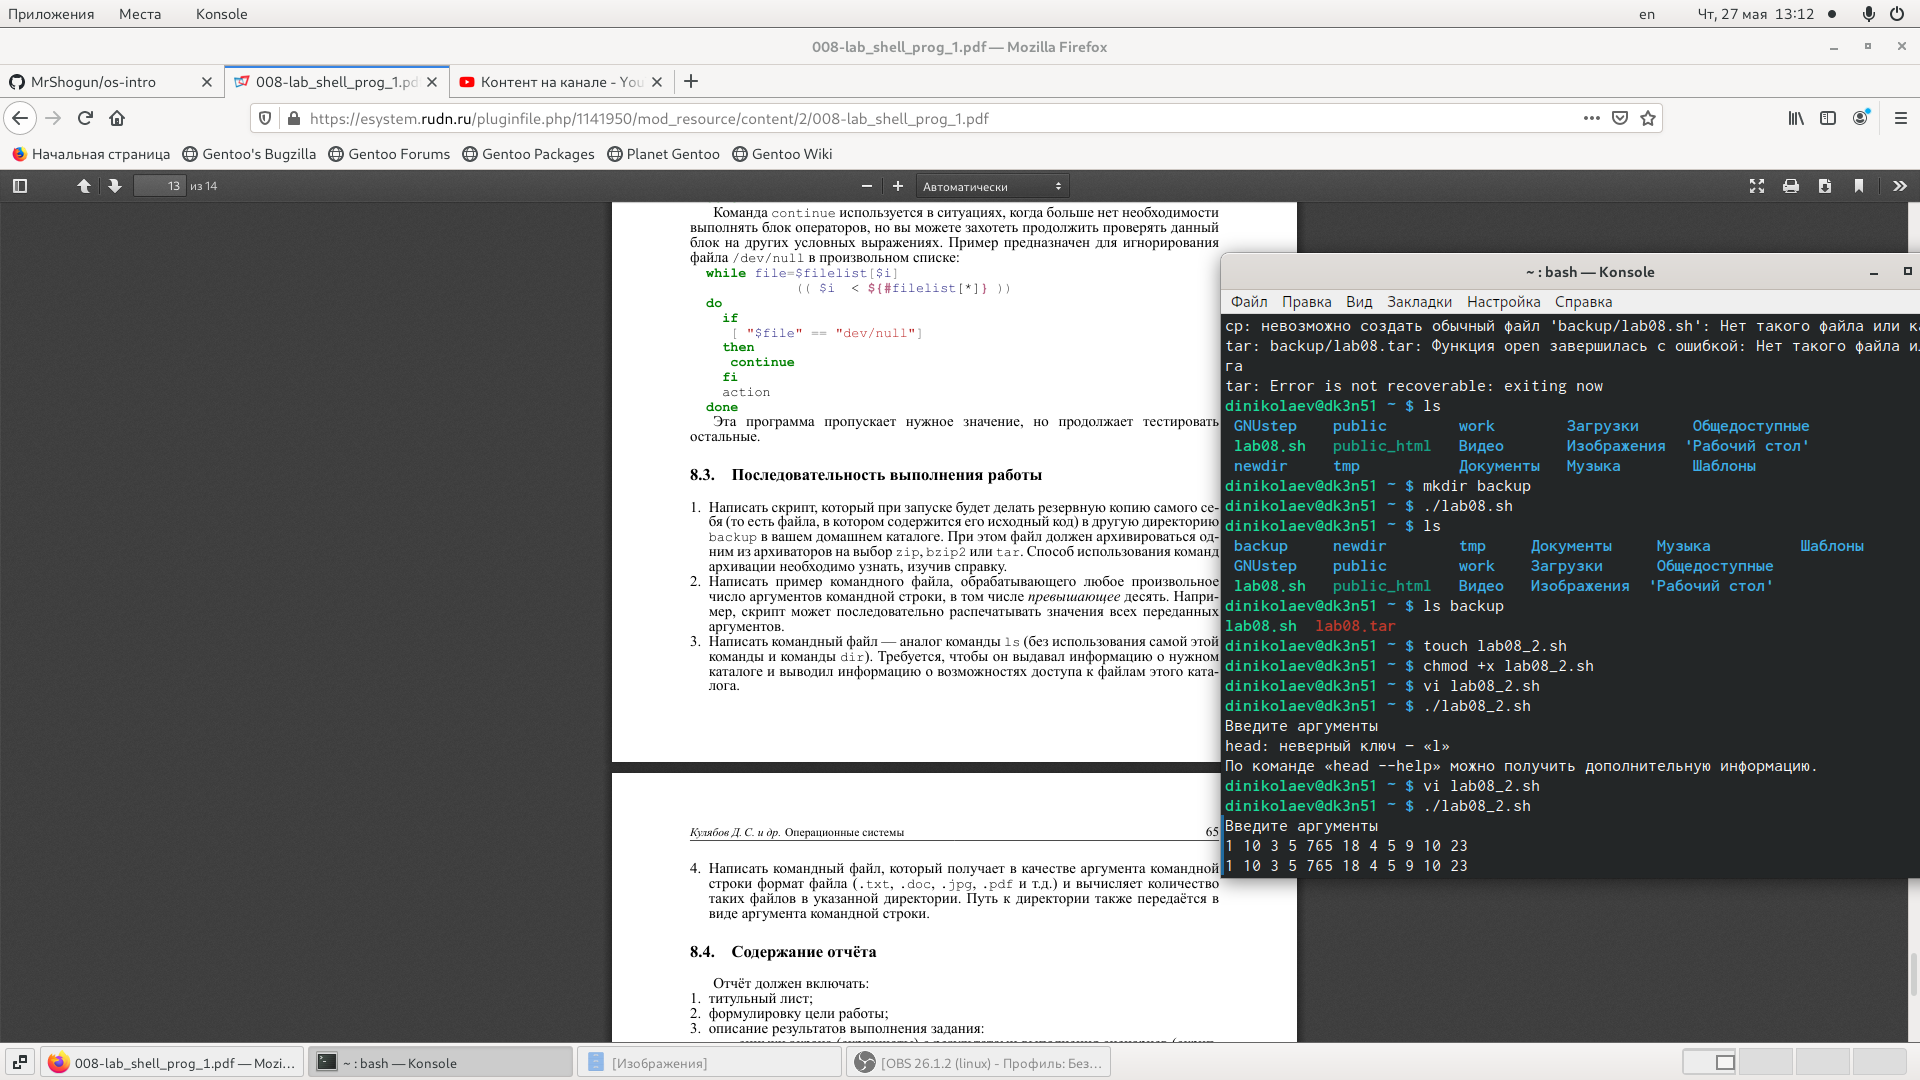 Приложения Места Konsole en Чт, 27 мая 13:12
008-lab_shell_prog_1.pdf — Mozilla Firefox
MrShogun/os-intro 008-lab_shell_prog_1.pd Контент на канале - You
https://esystem.rudn.ru/pluginfile.php/1141950/mod_resource/content/2/008-lab_shell_prog_1.pdf
Начальная страница Gentoo's Bugzilla Gentoo Forums Gentoo Packages Planet Gentoo Gentoo Wiki
13 из 14 Автоматически
Команда continue используется в ситуациях, когда больше нет необходимости
выполнять блок операторов, но вы можете захотеть продолжить проверять данный
блок на других условных выражениях. Пример предназначен для игнорирования
файла /dev/null в произвольном списке:
while file=$filelist[$i]
(( $i < ${#filelist[*]} ))
do
if
[ "$file" == "dev/null"]
then
continue
fi
action
done
Эта программа пропускает нужное значение, но продолжает тестировать
остальные.
8.3. Последовательность выполнения работы
1. Написать скрипт, который при запуске будет делать резервную копию самого се-
бя (то есть файла, в котором содержится его исходный код) в другую директорию
backup в вашем домашнем каталоге. При этом файл должен архивироваться од-
ним из архиваторов на выбор zip, bzip2 или tar. Способ использования команд
архивации необходимо узнать, изучив справку.
2. Написать пример командного файла, обрабатывающего любое произвольное
число аргументов командной строки, в том числе превышающее десять. Напри-
мер, скрипт может последовательно распечатывать значения всех переданных
аргументов.
3. Написать командный файл — аналог команды ls (без использования самой этой
команды и команды dir). Требуется, чтобы он выдавал информацию о нужном
каталоге и выводил информацию о возможностях доступа к файлам этого ката-
лога.
Кулябов Д. С. и др. Операционные системы 65
4. Написать командный файл, который получает в качестве аргумента командной
строки формат файла (.txt, .doc, .jpg, .pdf и т.д.) и вычисляет количество
таких файлов в указанной директории. Путь к директории также передаётся в
виде аргумента командной строки.
8.4. Содержание отчёта
Отчёт должен включать:
1. титульный лист;
2. формулировку цели работы;
3. описание результатов выполнения задания:
~ : bash — Konsole
Файл Правка Вид Закладки Настройка Справка
cp: невозможно создать обычный файл 'backup/lab08.sh': Нет такого файла или к
tar: backup/lab08.tar: Функция open завершилась с ошибкой: Нет такого файла и
га
tar: Error is not recoverable: exiting now
dinikolaev@dk3n51 ~ $ ls
GNUstep public work Загрузки Общедоступные
lab08.sh public_html Видео Изображения 'Рабочий стол'
newdir tmp Документы Музыка Шаблоны
dinikolaev@dk3n51 ~ $ mkdir backup
dinikolaev@dk3n51 ~ $ ./lab08.sh
dinikolaev@dk3n51 ~ $ ls
backup newdir tmp Документы Музыка Шаблоны
GNUstep public work Загрузки Общедоступные
lab08.sh public_html Видео Изображения 'Рабочий стол'
dinikolaev@dk3n51 ~ $ ls backup
lab08.sh lab08.tar
dinikolaev@dk3n51 ~ $ touch lab08_2.sh
dinikolaev@dk3n51 ~ $ chmod +x lab08_2.sh
dinikolaev@dk3n51 ~ $ vi lab08_2.sh
dinikolaev@dk3n51 ~ $ ./lab08_2.sh
Введите аргументы
head: неверный ключ — «l»
По команде «head --help» можно получить дополнительную информацию.
dinikolaev@dk3n51 ~ $ vi lab08_2.sh
dinikolaev@dk3n51 ~ $ ./lab08_2.sh
Введите аргументы
1 10 3 5 765 18 4 5 9 10 23
1 10 3 5 765 18 4 5 9 10 23
008-lab_shell_prog_1.pdf — Mozi... ~ : bash — Konsole [Изображения] [OBS 26.1.2 (linux) - Профиль: Без...